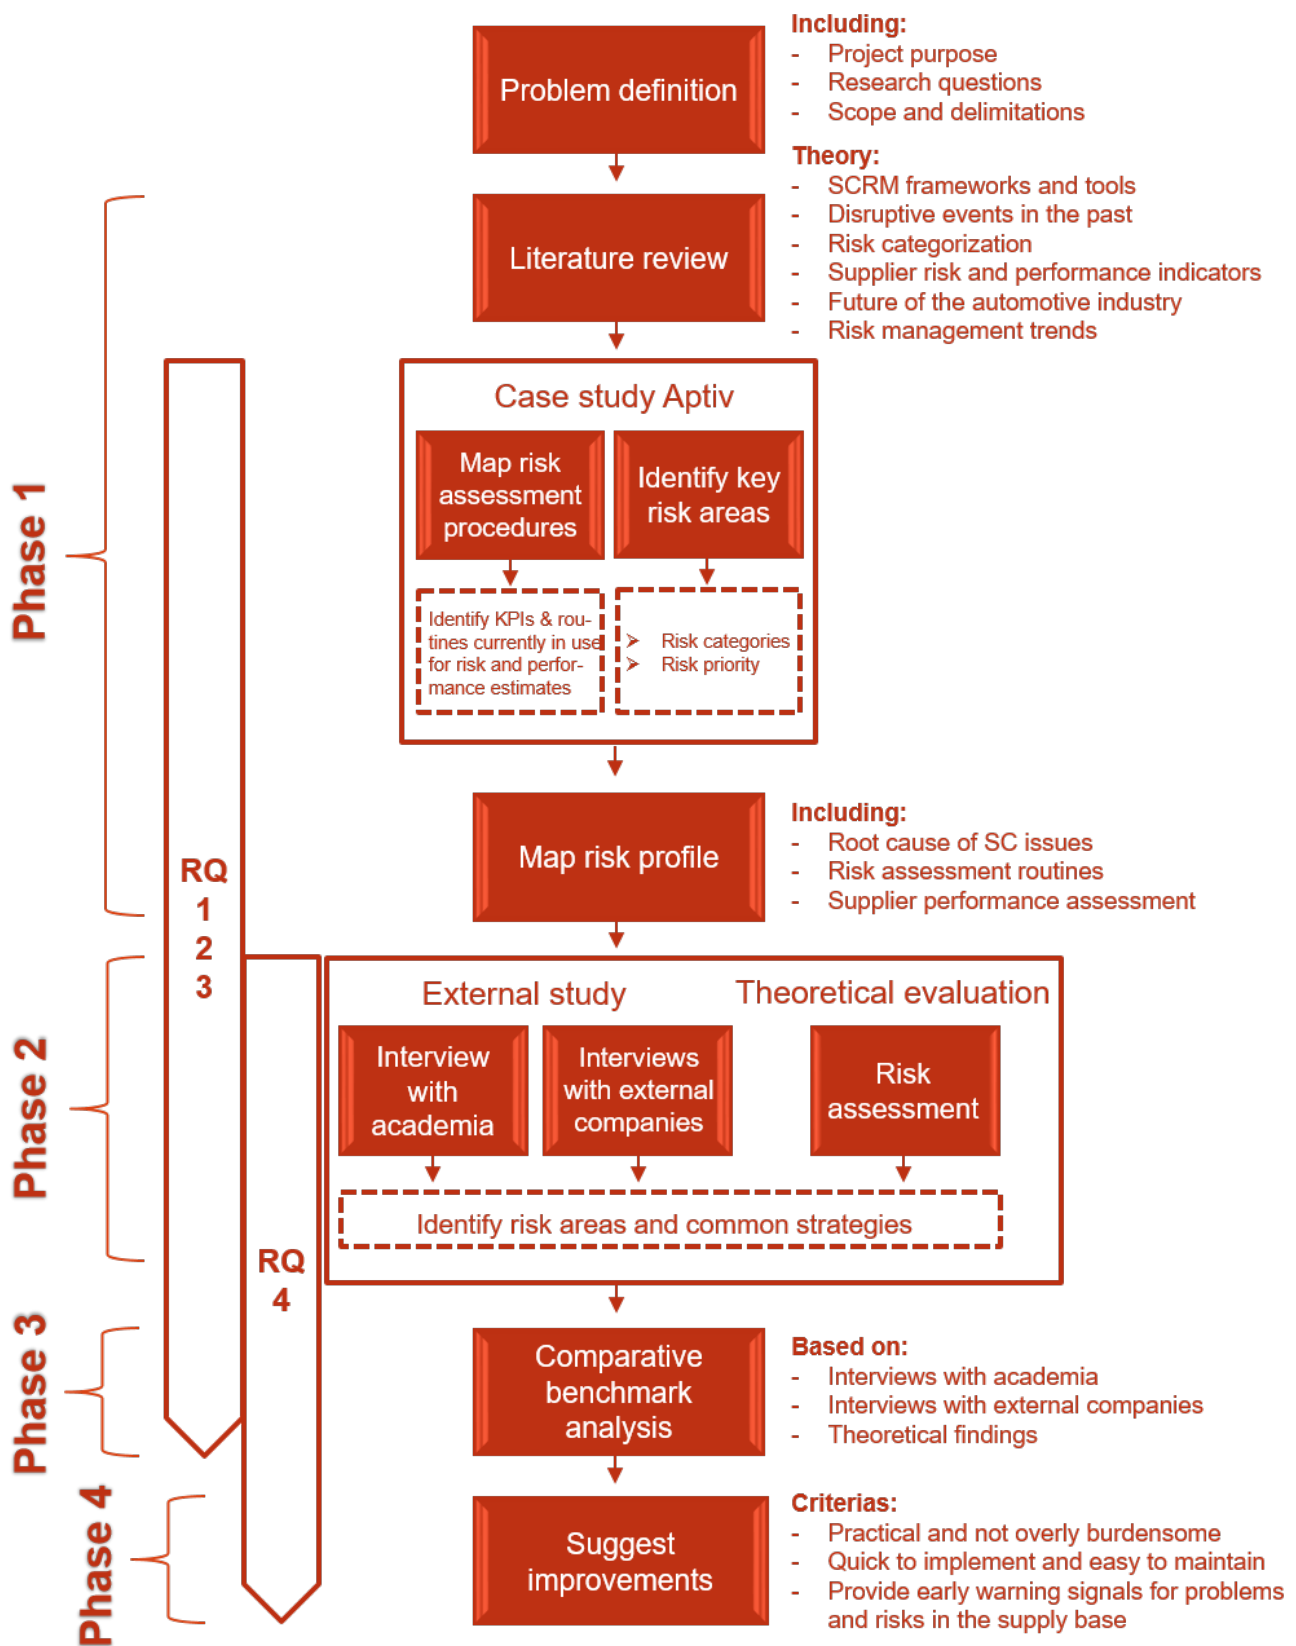 Problem definition
Including:
- Project purpose
- Research questions
- Scope and delimitations
Literature review
Theory:
- SCRM frameworks and tools
- Disruptive events in the past
- Risk categorization
- Supplier risk and performance indicators
- Future of the automotive industry
- Risk management trends
Phase 1
Case study Aptiv
Map risk
assessment
procedures
Identify key
risk areas
Identify KPIs & rou-
tines currently in use
for risk and perfor-
mance estimates
➢ Risk categories
➢ Risk priority
Map risk profile
Including:
- Root cause of SC issues
- Risk assessment routines
- Supplier performance assessment
RQ
1
2
3
Phase 2
External study
Theoretical evaluation
Interview
with
academia
Interviews
with external
companies
Risk
assessment
Identify risk areas and common strategies
RQ
4
Phase 3
Comparative
benchmark
analysis
Based on:
- Interviews with academia
- Interviews with external companies
- Theoretical findings
Phase 4
Suggest
improvements
Criterias:
- Practical and not overly burdensome
- Quick to implement and easy to maintain
- Provide early warning signals for problems
and risks in the supply base